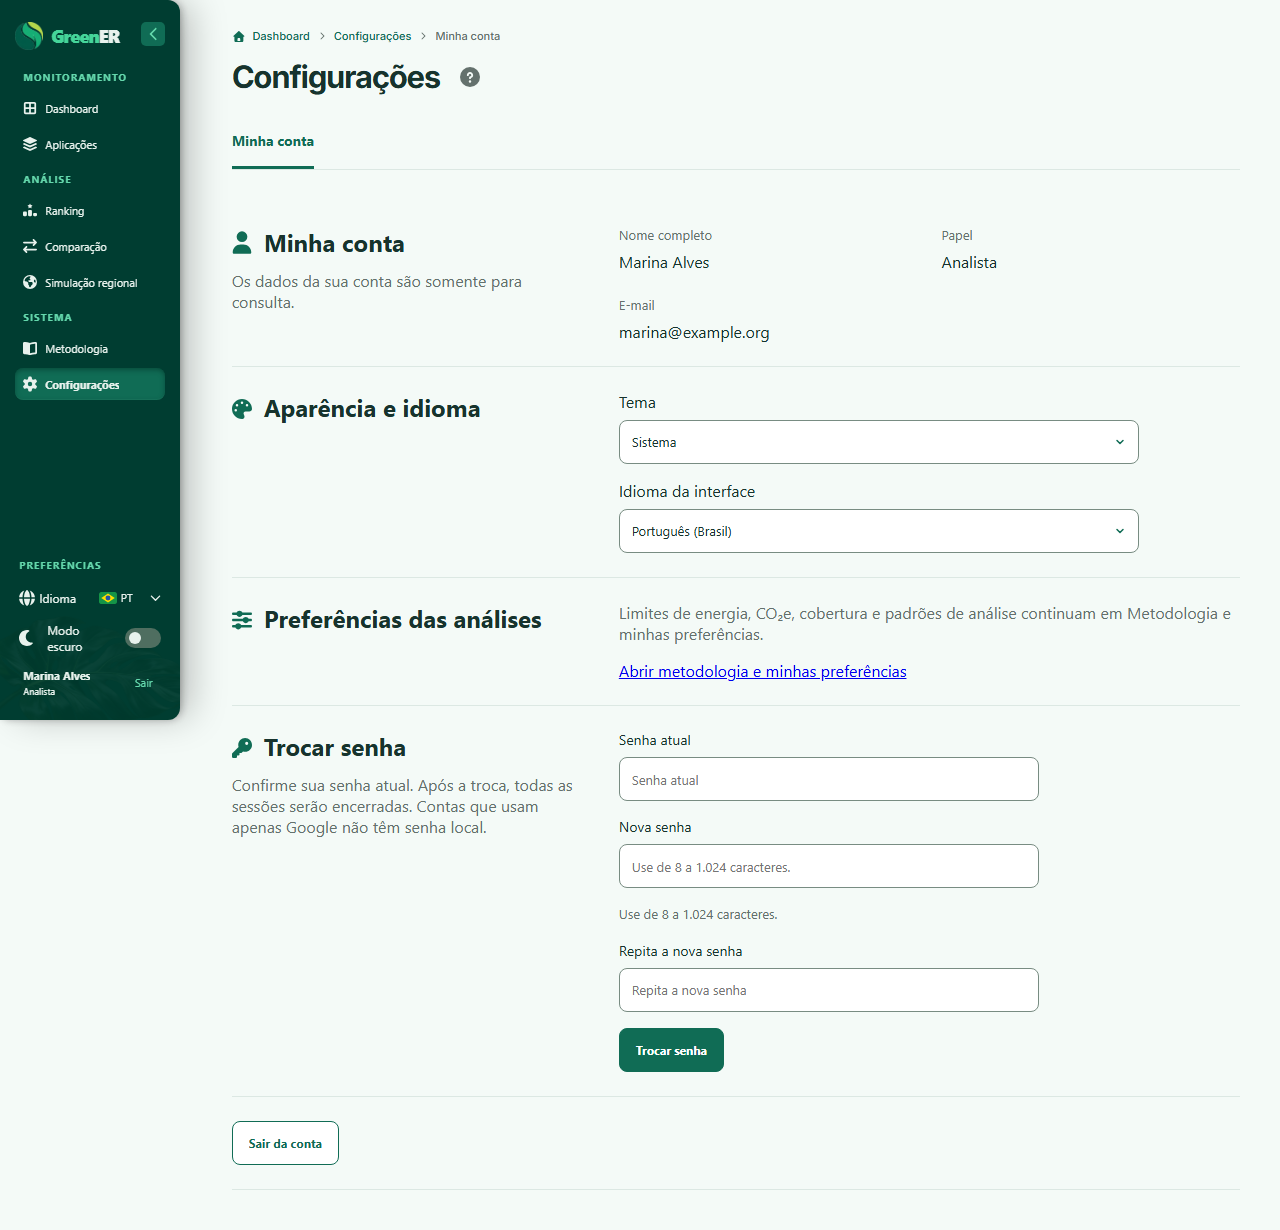 GreenER
MONITORAMENTO
Dashboard
Aplicações
ANÁLISE
Ranking
Comparação
Simulação regional
SISTEMA
Metodologia
Configurações
PREFERÊNCIAS
Idioma PT
Modo
escuro
Marina Alves
Analista
Sair
Dashboard > Configurações > Minha conta
Configurações ?
Minha conta
Minha conta
Os dados da sua conta são somente para
consulta.
Nome completo
Marina Alves
Papel
Analista
E-mail
marina@example.org
Aparência e idioma
Tema
Sistema
Idioma da interface
Português (Brasil)
Preferências das análises
Limites de energia, CO₂e, cobertura e padrões de análise continuam em Metodologia e
minhas preferências.
Abrir metodologia e minhas preferências
Trocar senha
Confirme sua senha atual. Após a troca, todas as
sessões serão encerradas. Contas que usam
apenas Google não têm senha local.
Senha atual
Senha atual
Nova senha
Use de 8 a 1.024 caracteres.
Use de 8 a 1.024 caracteres.
Repita a nova senha
Repita a nova senha
Trocar senha
Sair da conta